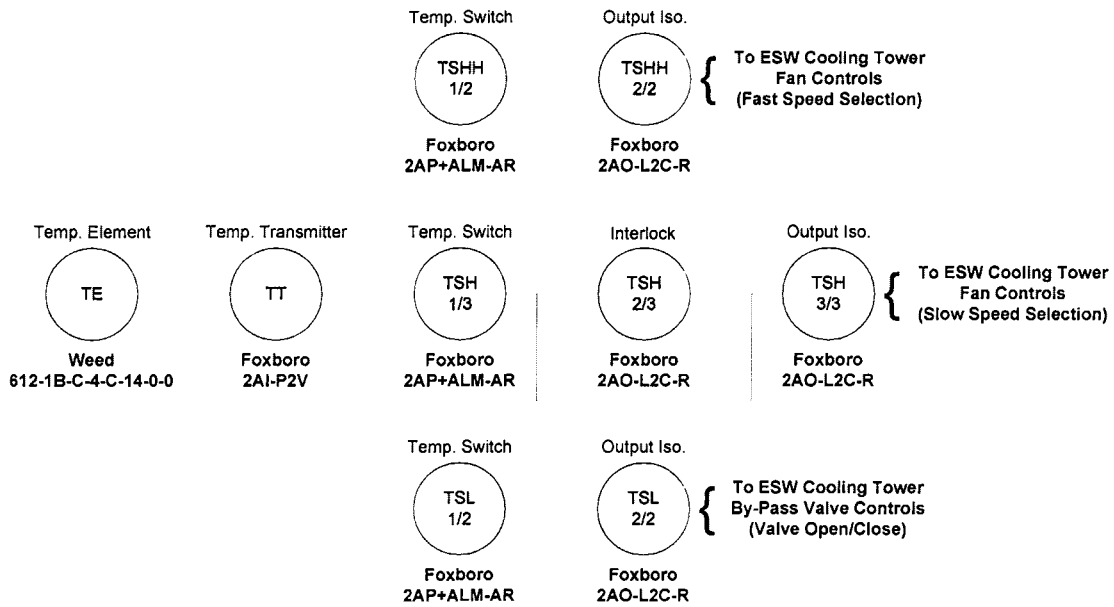 Temp. Switch
TSHH
1/2
Foxboro
2AP+ALM-AR
Output Iso.
TSHH
2/2
Foxboro
2AO-L2C-R
To ESW Cooling Tower
Fan Controls
(Fast Speed Selection)
Temp. Element
TE
Weed
612-1B-C-4-C-14-0-0
Temp. Transmitter
TT
Foxboro
2AI-P2V
Temp. Switch
TSH
1/3
Foxboro
2AP+ALM-AR
Interlock
TSH
2/3
Foxboro
2AO-L2C-R
Output Iso.
TSH
3/3
Foxboro
2AO-L2C-R
To ESW Cooling Tower
Fan Controls
(Slow Speed Selection)
Temp. Switch
TSL
1/2
Foxboro
2AP+ALM-AR
Output Iso.
TSL
2/2
Foxboro
2AO-L2C-R
To ESW Cooling Tower
By-Pass Valve Controls
(Valve Open/Close)